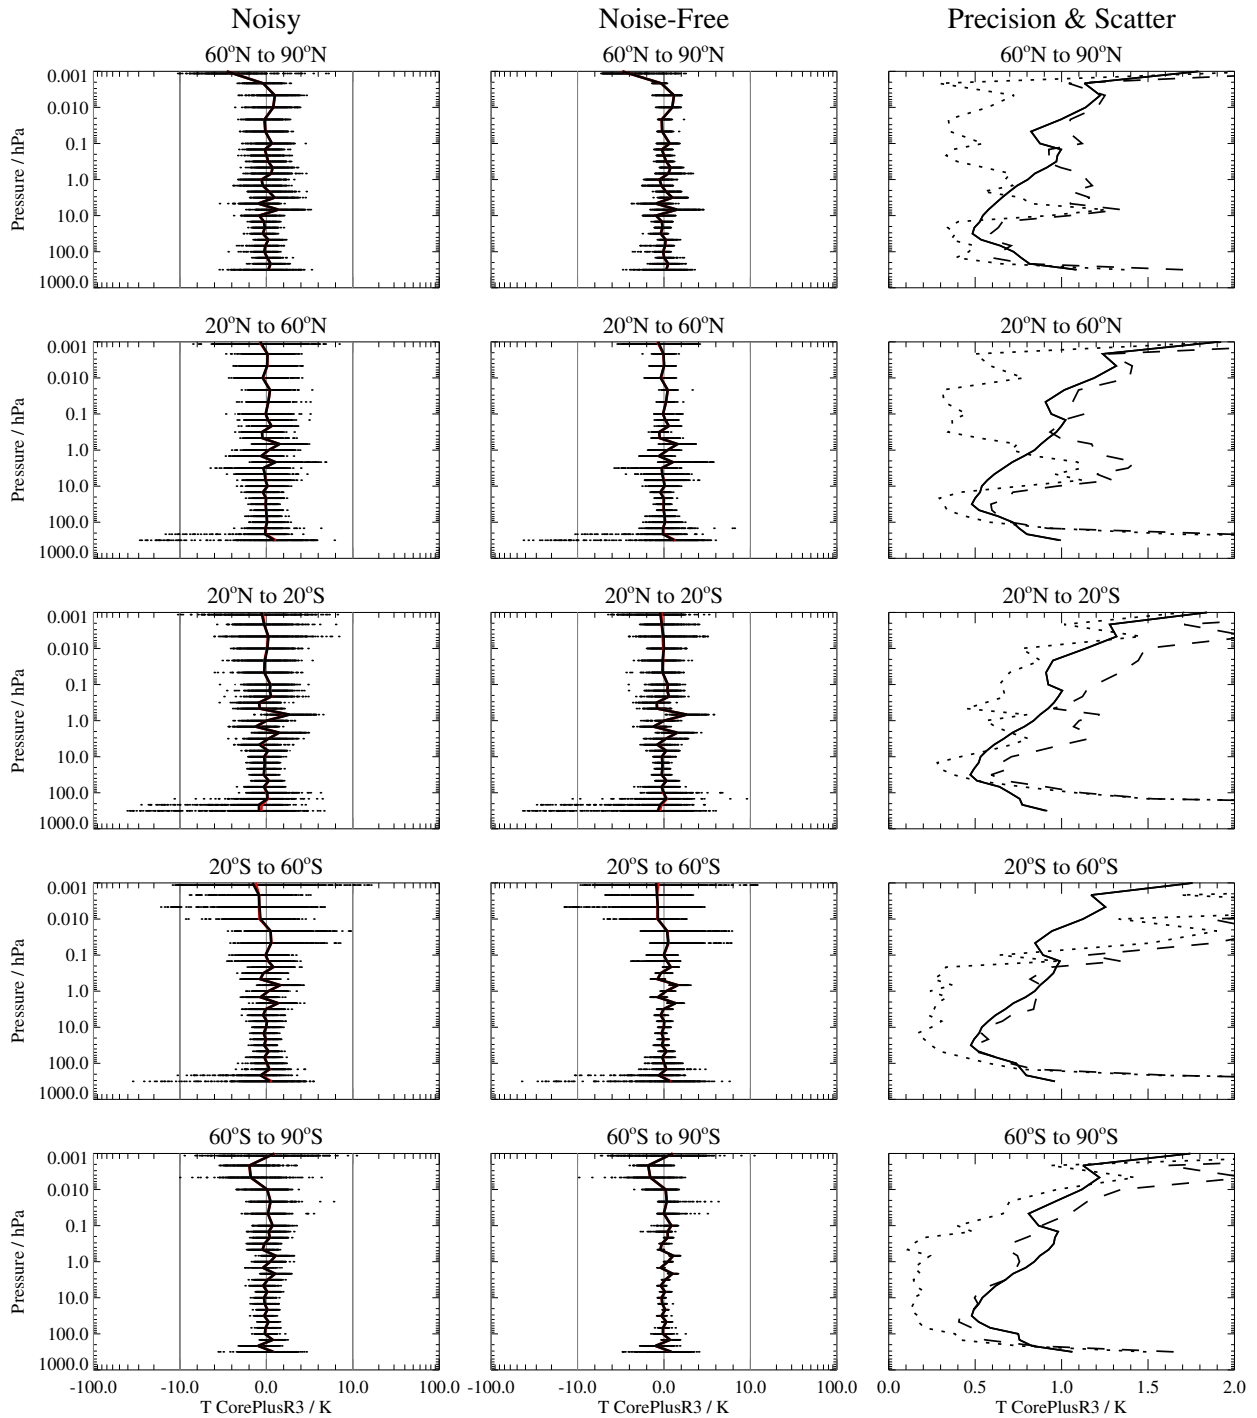 Noisy Noise-Free Precision & Scatter
60°N to 90°N 60°N to 90°N 60°N to 90°N
0.001
0.010
0.1
1.0
10.0
100.0
1000.0
Pressure / hPa
20°N to 60°N 20°N to 60°N 20°N to 60°N
0.001
0.010
0.1
1.0
10.0
100.0
1000.0
Pressure / hPa
20°N to 20°S 20°N to 20°S 20°N to 20°S
0.001
0.010
0.1
1.0
10.0
100.0
1000.0
Pressure / hPa
20°S to 60°S 20°S to 60°S 20°S to 60°S
0.001
0.010
0.1
1.0
10.0
100.0
1000.0
Pressure / hPa
60°S to 90°S 60°S to 90°S 60°S to 90°S
0.001
0.010
0.1
1.0
10.0
100.0
1000.0
Pressure / hPa
-100.0 -10.0 0.0 10.0 100.0 -10.0 0.0 10.0 100.0 0.0 0.5 1.0 1.5 2.0
T CorePlusR3 / K T CorePlusR3 / K T CorePlusR3 / K